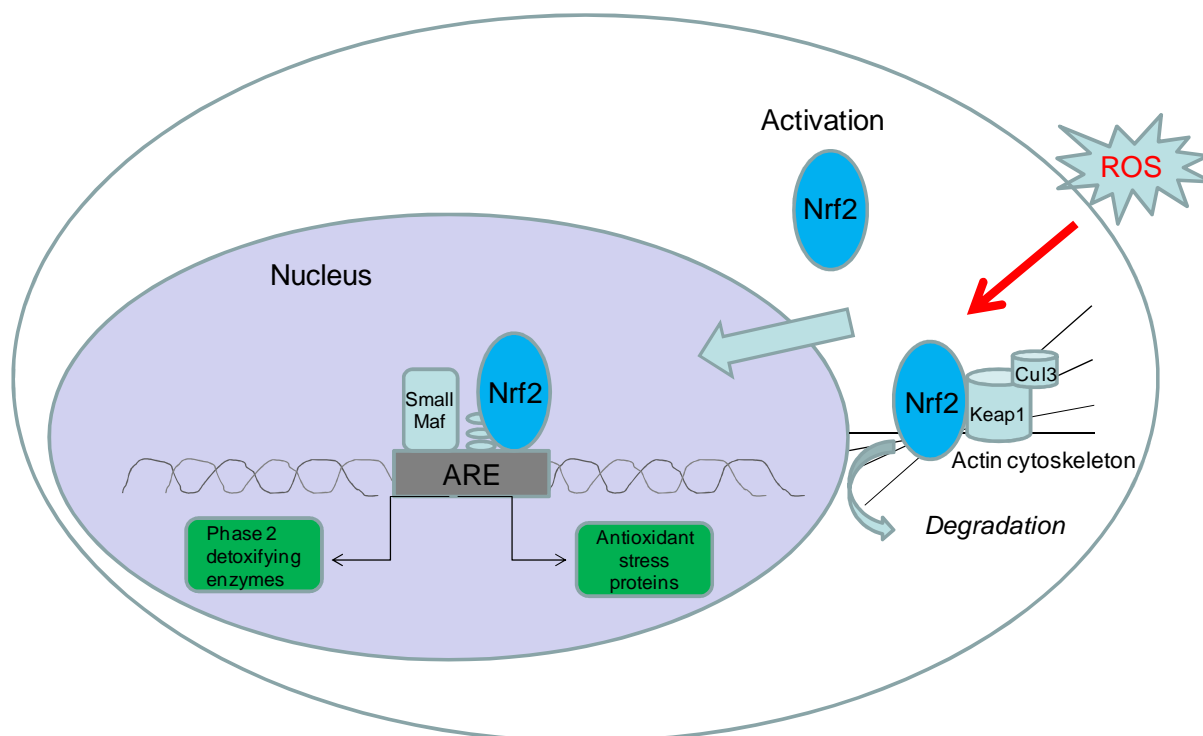 Activation
ROS
Nrf2
Nucleus
Nrf2
Small
Maf
Nrf2
Cul3
Keap1
Actin cytoskeleton
ARE
Degradation
Phase 2
detoxifying
enzymes
Antioxidant
stress
proteins